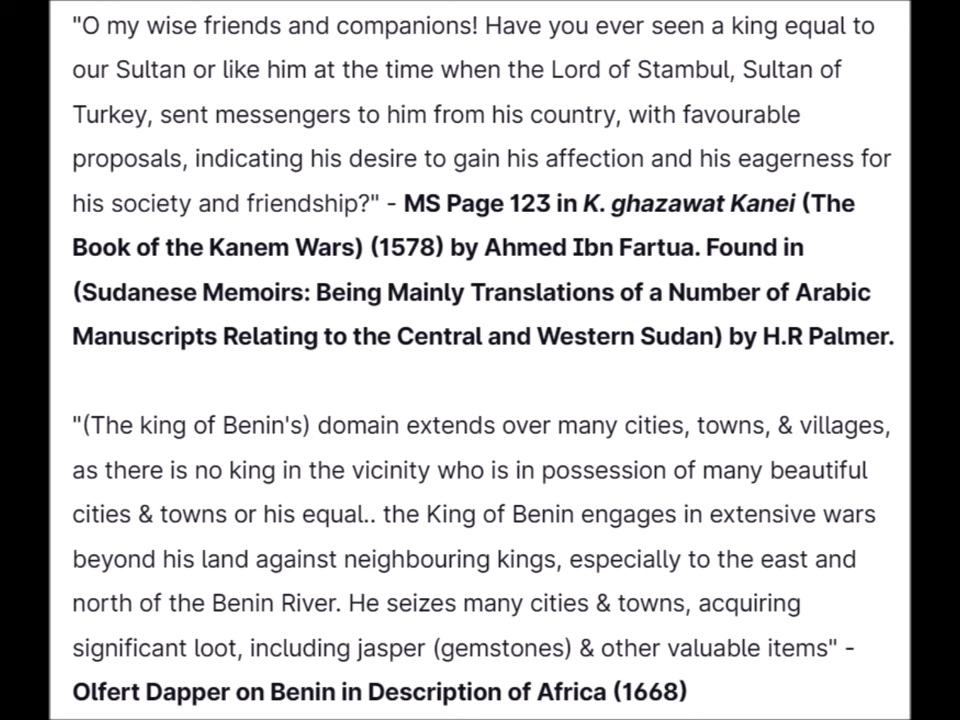 "O my wise friends and companions! Have you ever seen a king equal to
our Sultan or like him at the time when the Lord of Stambul, Sultan of
Turkey, sent messengers to him from his country, with favourable
proposals, indicating his desire to gain his affection and his eagerness for
his society and friendship?" - MS Page 123 in K. ghazawat Kanei (The
Book of the Kanem Wars) (1578) by Ahmed Ibn Fartua. Found in
(Sudanese Memoirs: Being Mainly Translations of a Number of Arabic
Manuscripts Relating to the Central and Western Sudan) by H.R Palmer.
"(The king of Benin's) domain extends over many cities, towns, & villages,
as there is no king in the vicinity who is in possession of many beautiful
cities & towns or his equal.. the King of Benin engages in extensive wars
beyond his land against neighbouring kings, especially to the east and
north of the Benin River. He seizes many cities & towns, acquiring
significant loot, including jasper (gemstones) & other valuable items" -
Olfert Dapper on Benin in Description of Africa (1668)